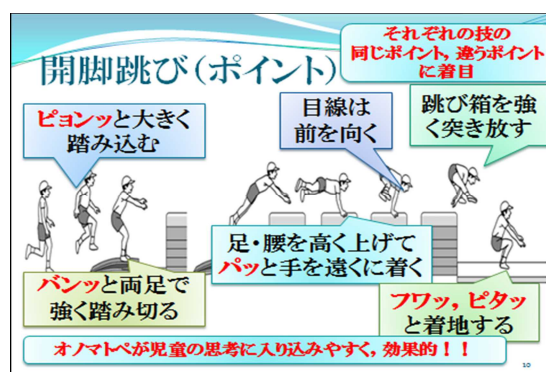 それぞれの技の
同じポイント，違うポイント
に着目
開脚跳び（ポイント）
ピョンッと大きく
踏み込む
目線は
前を向く
跳び箱を強
く突き放す
バンッと両足で
強く踏み切る
足・腰を高く上げて
パッと手を遠くに着く
フワッ，ピタッ
と着地する
オノマトペが児童の思考に入り込みやすく，効果的！！
10